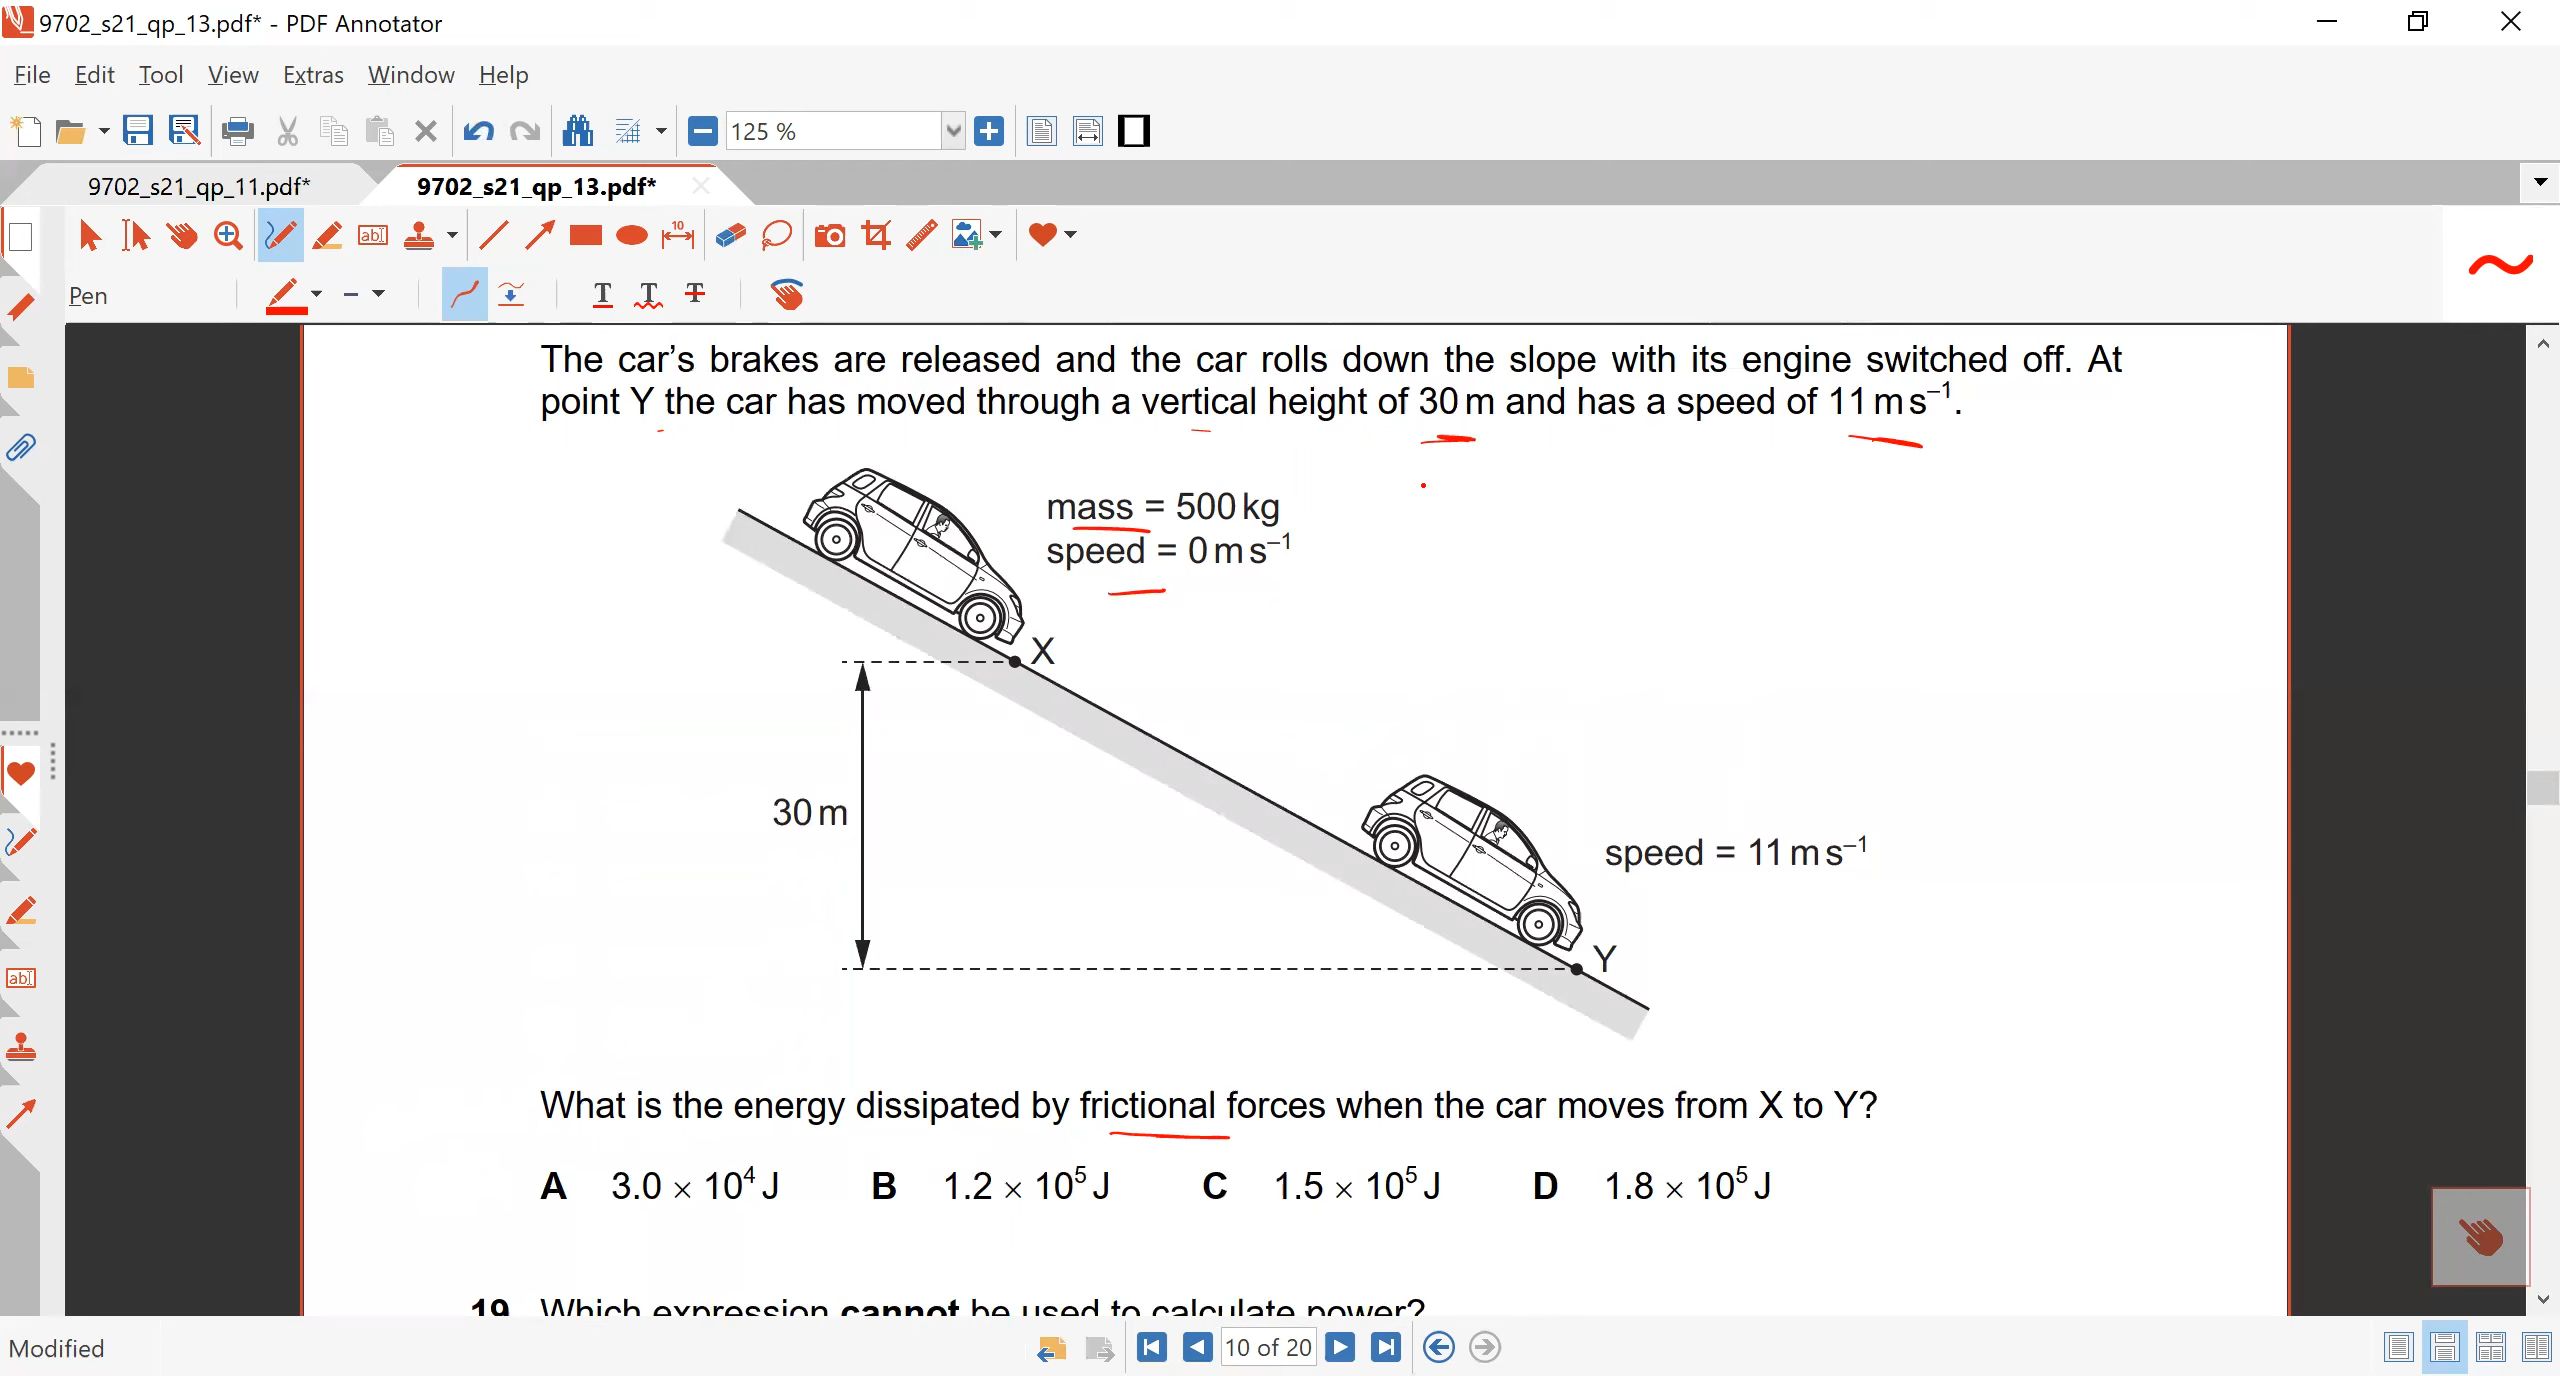 9702_s21_qp_13.pdf* - PDF Annotator
File Edit Tool View Extras Window Help
125 %
9702_s21_qp_11.pdf* 9702_s21_qp_13.pdf*
ab 10
Pen T T T
The car's brakes are released and the car rolls down the slope with its engine switched off. At
point Y the car has moved through a vertical height of 30 m and has a speed of 11 m s⁻¹.
mass = 500 kg
speed = 0 m s⁻¹
X
30 m
speed = 11 m s⁻¹
Y
ab
What is the energy dissipated by frictional forces when the car moves from X to Y?
A 3.0 × 10⁴ J B 1.2 × 10⁵ J C 1.5 × 10⁵ J D 1.8 × 10⁵ J
19 Which expression cannot be used to calculate power?
Modified 10 of 20